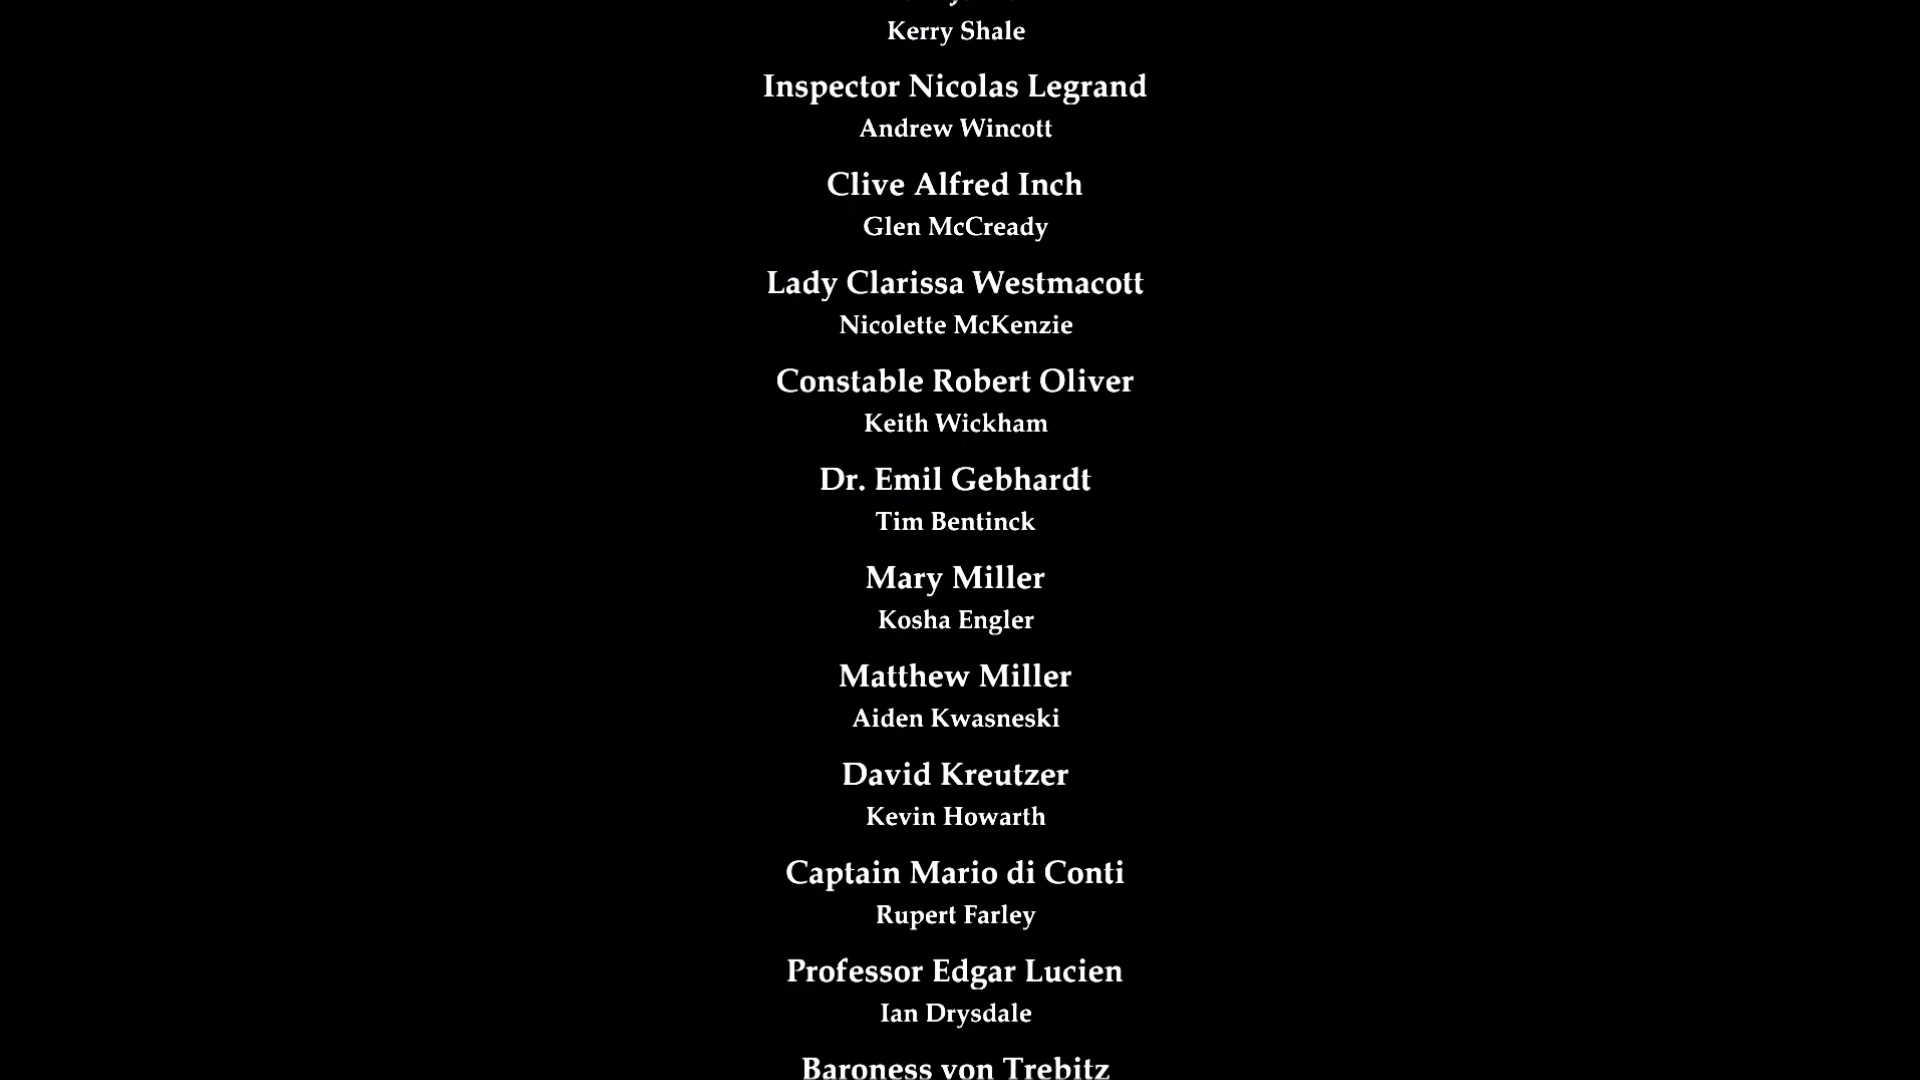 Kerry Shale
Inspector Nicolas Legrand
Andrew Wincott
Clive Alfred Inch
Glen McCready
Lady Clarissa Westmacott
Nicolette McKenzie
Constable Robert Oliver
Keith Wickham
Dr. Emil Gebhardt
Tim Bentinck
Mary Miller
Kosha Engler
Matthew Miller
Aiden Kwasneski
David Kreutzer
Kevin Howarth
Captain Mario di Conti
Rupert Farley
Professor Edgar Lucien
Ian Drysdale
Baroness von Trebitz